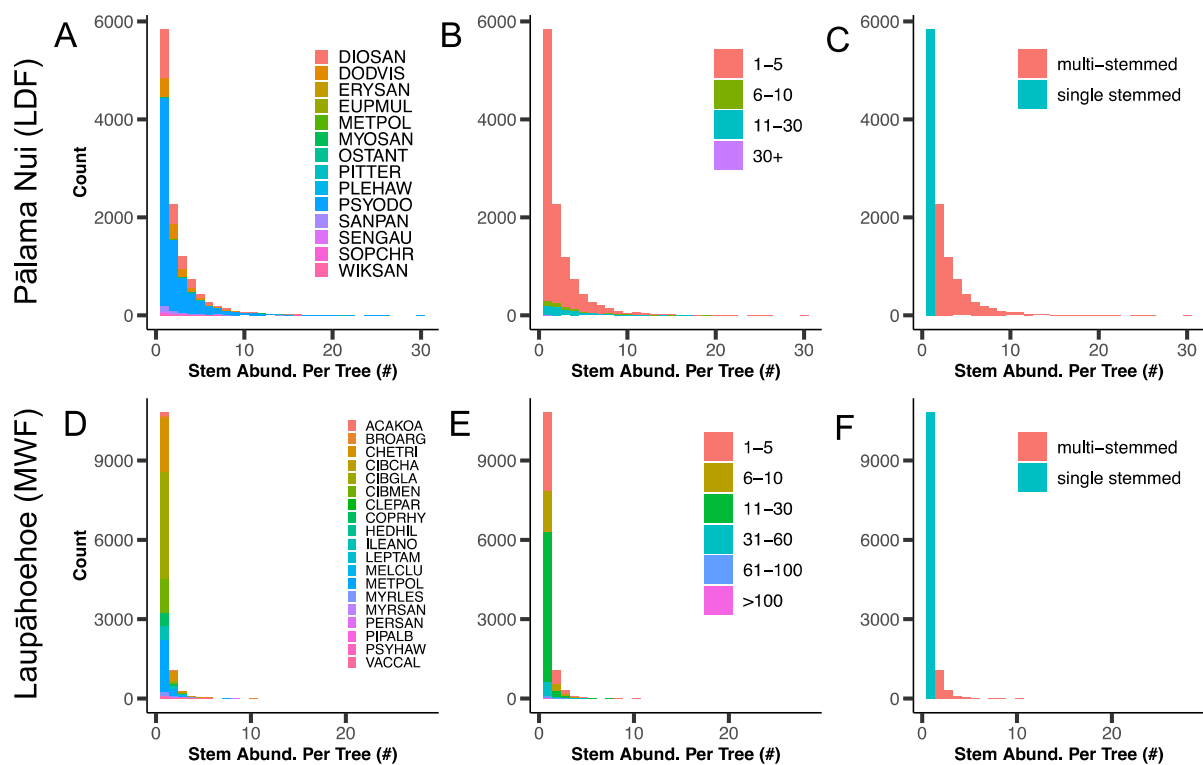 Pālama Nui (LDF)
A
Count
6000
4000
2000
0
0
10
20
30
Stem Abund. Per Tree (#)
DIOSAN
DODVIS
ERYSAN
EUPMUL
METPOL
MYOSAN
OSTANT
PITTER
PLEHAW
PSYODO
SANPAN
SENGAU
SOPCHR
WIKSAN
B
6000
4000
2000
0
0
10
20
30
Stem Abund. Per Tree (#)
1–5
6–10
11–30
30+
C
6000
4000
2000
0
0
10
20
30
Stem Abund. Per Tree (#)
multi–stemmed
single stemmed
Laupāhoehoe (MWF)
D
Count
9000
6000
3000
0
0
10
20
Stem Abund. Per Tree (#)
ACAKOA
BROARG
CHETRI
CIBCHA
CIBGLA
CIBMEN
CLEPAR
COPRHY
HEDHIL
ILEANO
LEPTAM
MELCLU
METPOL
MYRLES
MYRSAN
PERSAN
PIPALB
PSYHAW
VACCAL
E
9000
6000
3000
0
0
10
20
Stem Abund. Per Tree (#)
1–5
6–10
11–30
31–60
61–100
>100
F
9000
6000
3000
0
0
10
20
Stem Abund. Per Tree (#)
multi–stemmed
single stemmed